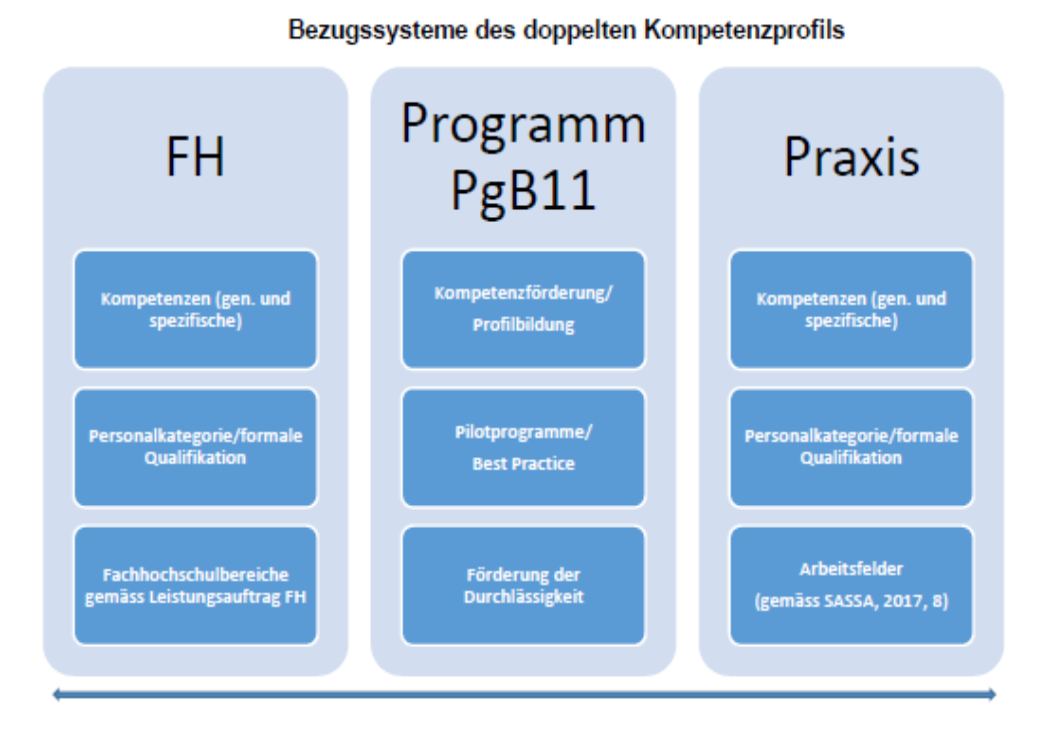 Bezugssysteme des doppelten Kompetenzprofils
FH
Kompetenzen (gen. und
spezifische)
Personalkategorie/formale
Qualifikation
Fachhochschulbereiche
gemäss Leistungsauftrag FH
Programm
PgB11
Kompetenzförderung/
Profilbildung
Pilotprogramme/
Best Practice
Förderung der
Durchlässigkeit
Praxis
Kompetenzen (gen. und
spezifische)
Personalkategorie/formale
Qualifikation
Arbeitsfelder
(gemäss SASSA, 2017, 8)